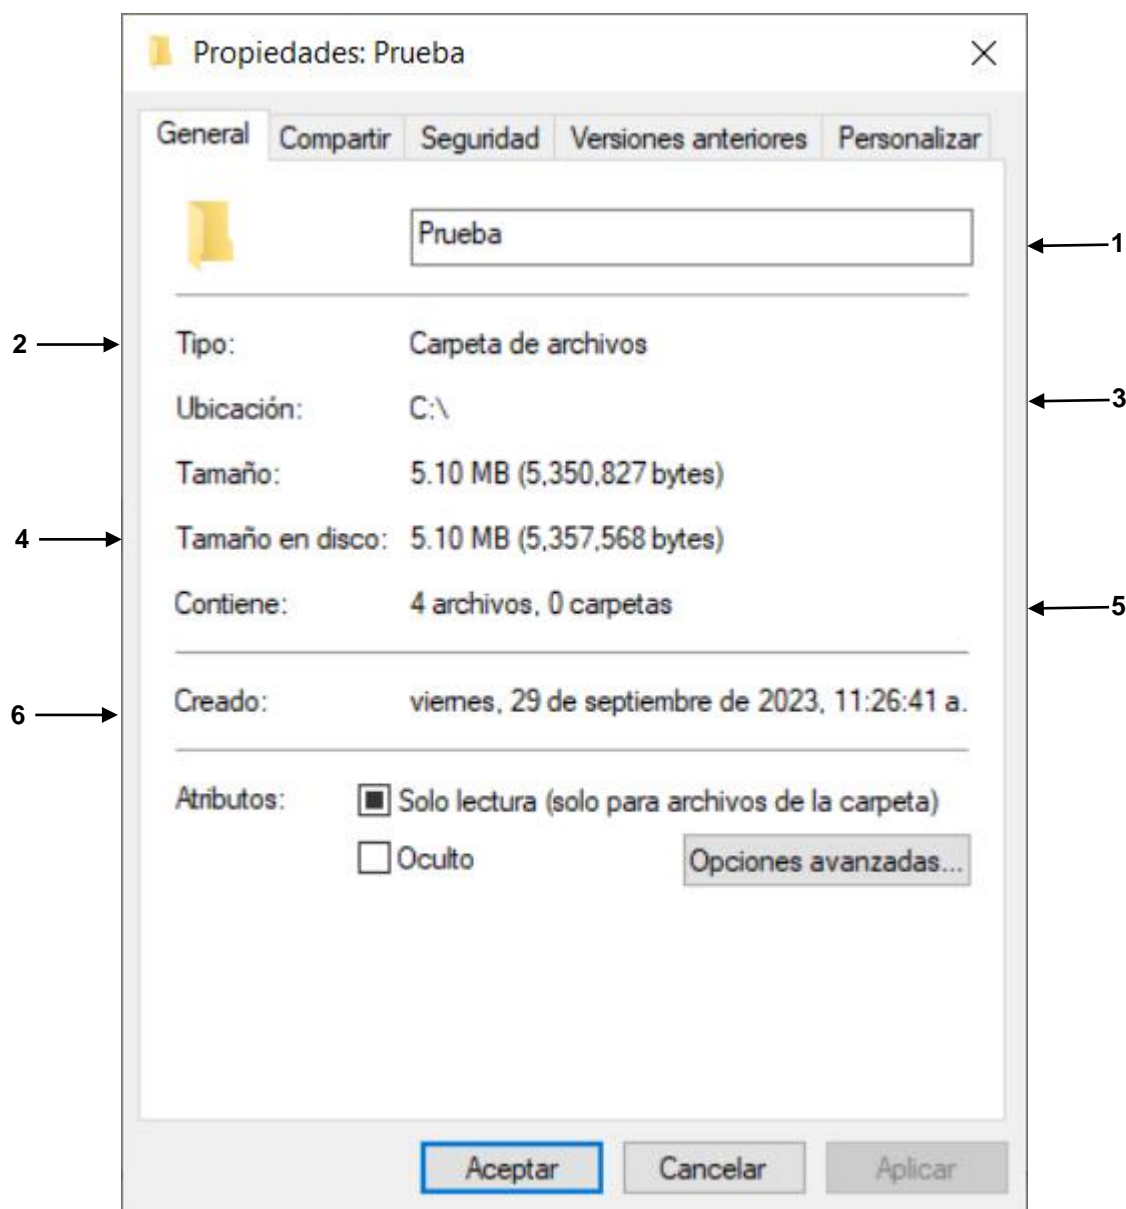 Propiedades: Prueba
General Compartir Seguridad Versiones anteriores Personalizar
Prueba 1
2 Tipo: Carpeta de archivos
Ubicación: C:\ 3
Tamaño: 5.10 MB (5,350,827 bytes)
4 Tamaño en disco: 5.10 MB (5,357,568 bytes)
Contiene: 4 archivos, 0 carpetas 5
6 Creado: viernes, 29 de septiembre de 2023, 11:26:41 a.
Atributos: Solo lectura (solo para archivos de la carpeta)
Oculto Opciones avanzadas...
Aceptar Cancelar Aplicar